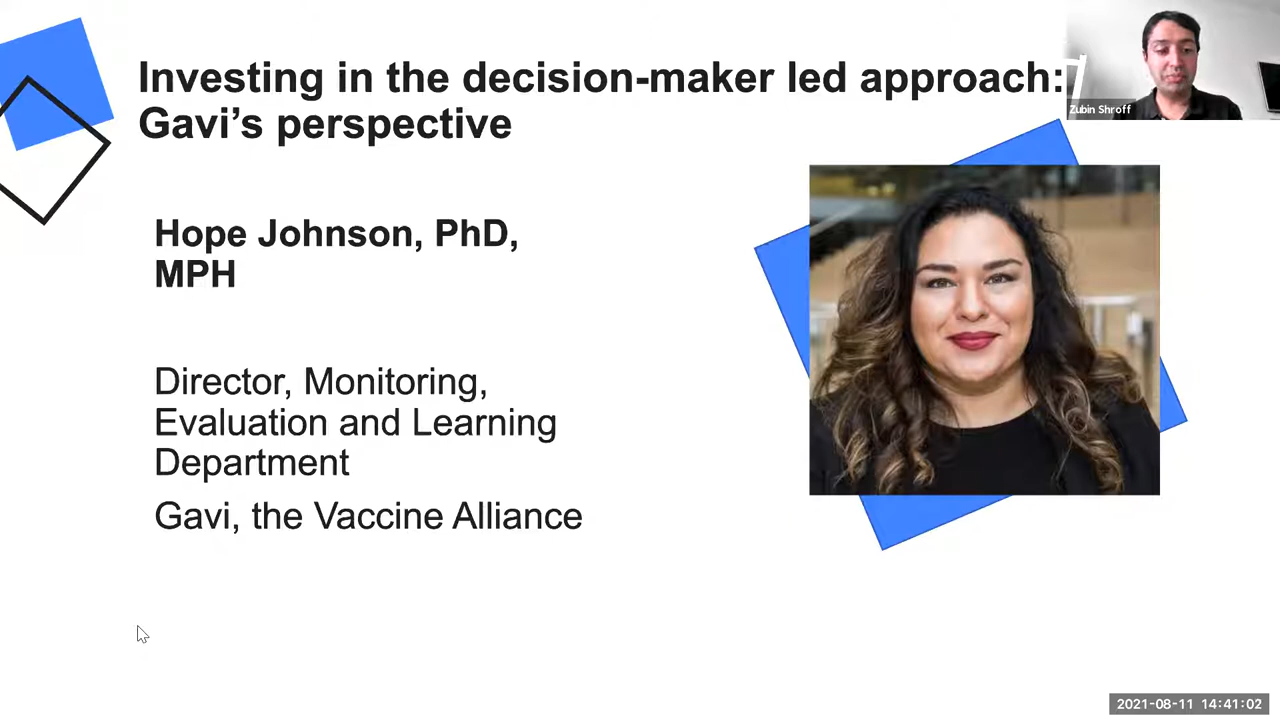 Investing in the decision-maker led approach:
Gavi’s perspective
Zubin Shroff
Hope Johnson, PhD,
MPH
Director, Monitoring,
Evaluation and Learning
Department
Gavi, the Vaccine Alliance
2021-08-11 14:41:02